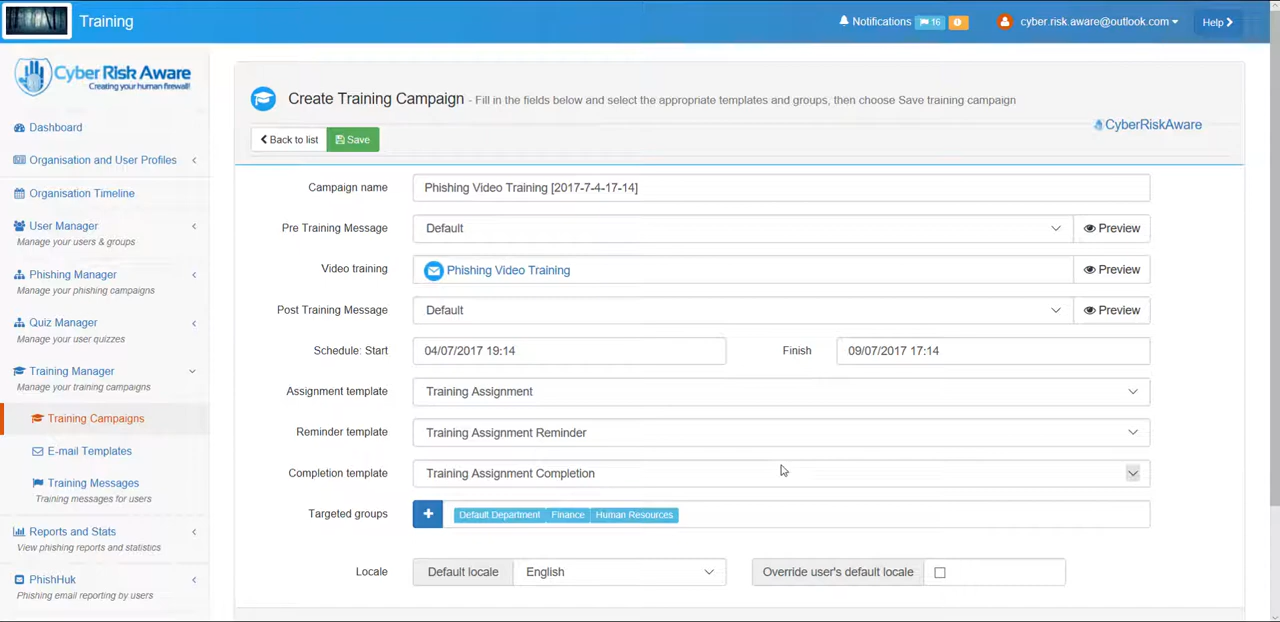 Training
Notifications 16
cyber.risk.aware@outlook.com
Help
Cyber Risk Aware
Creating your human firewall!
Dashboard
Organisation and User Profiles
Organisation Timeline
User Manager
Manage your users & groups
Phishing Manager
Manage your phishing campaigns
Quiz Manager
Manage your user quizzes
Training Manager
Manage your training campaigns
Training Campaigns
E-mail Templates
Training Messages
Training messages for users
Reports and Stats
View phishing reports and statistics
PhishHuk
Phishing email reporting by users
Create Training Campaign - Fill in the fields below and select the appropriate templates and groups, then choose Save training campaign
CyberRiskAware
Back to list Save
Campaign name Phishing Video Training [2017-7-4-17-14]
Pre Training Message Default Preview
Video training Phishing Video Training Preview
Post Training Message Default Preview
Schedule: Start 04/07/2017 19:14 Finish 09/07/2017 17:14
Assignment template Training Assignment
Reminder template Training Assignment Reminder
Completion template Training Assignment Completion
Targeted groups + Default Department Finance Human Resources
Locale Default locale English Override user's default locale